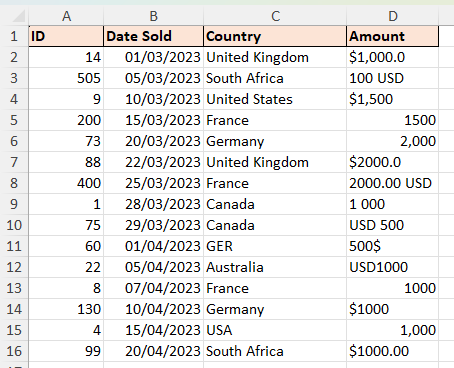 A B C D
1 ID Date Sold Country Amount
2 14 01/03/2023 United Kingdom $1,000.0
3 505 05/03/2023 South Africa 100 USD
4 9 10/03/2023 United States $1,500
5 200 15/03/2023 France 1500
6 73 20/03/2023 Germany 2,000
7 88 22/03/2023 United Kingdom $2000.0
8 400 25/03/2023 France 2000.00 USD
9 1 28/03/2023 Canada 1 000
10 75 29/03/2023 Canada USD 500
11 60 01/04/2023 GER 500$
12 22 05/04/2023 Australia USD1000
13 8 07/04/2023 France 1000
14 130 10/04/2023 Germany $1000
15 4 15/04/2023 USA 1,000
16 99 20/04/2023 South Africa $1000.00